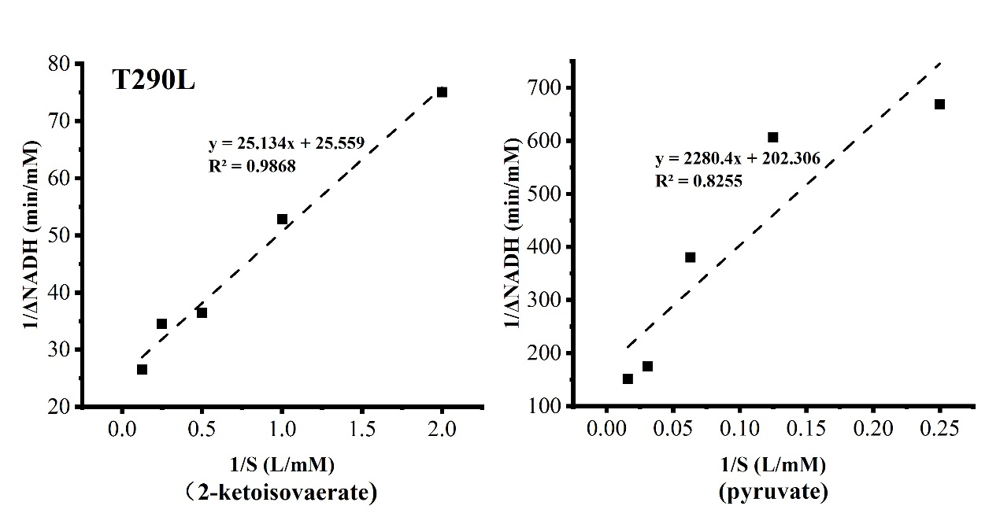 T290L
y = 25.134x + 25.559
R² = 0.9868
1/ΔNADH (min/mM)
80
70
60
50
40
30
20
0.0 0.5 1.0 1.5 2.0
1/S (L/mM)
（2-ketoisovaerate)
y = 2280.4x + 202.306
R² = 0.8255
1/ΔNADH (min/mM)
700
600
500
400
300
200
100
0.00 0.05 0.10 0.15 0.20 0.25
1/S (L/mM)
(pyruvate)